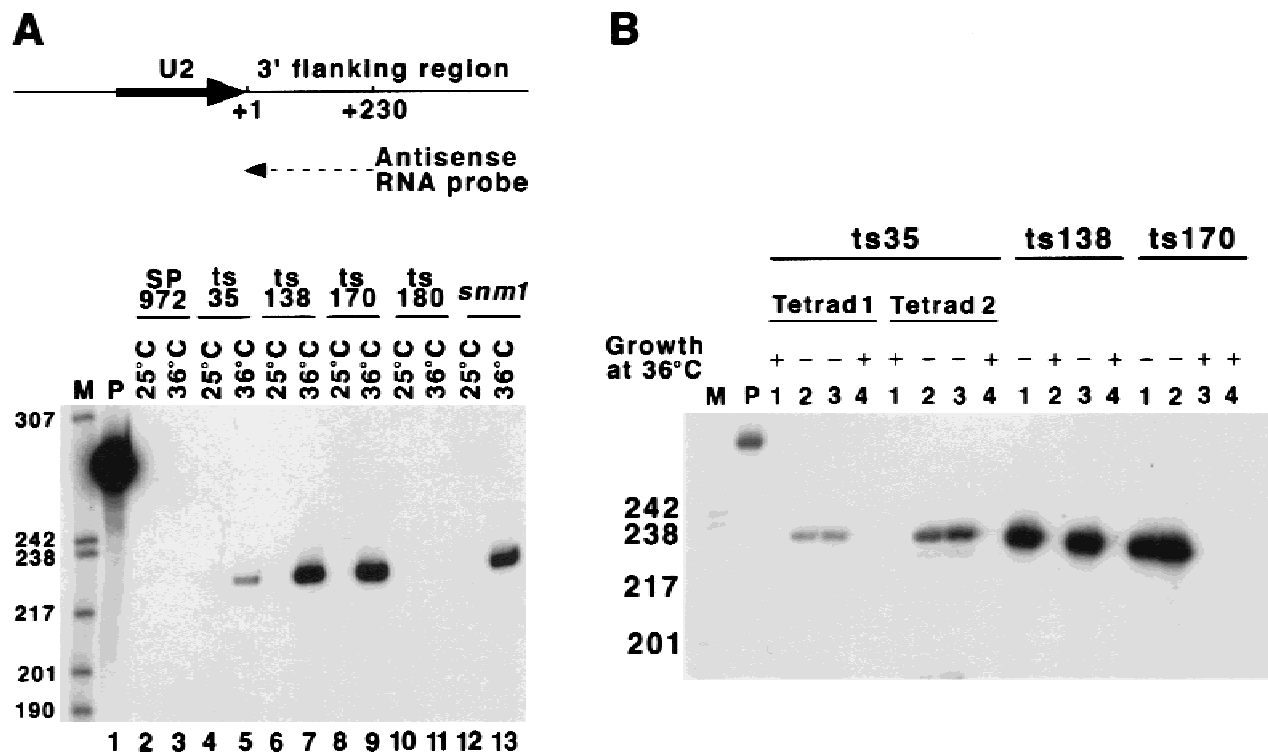 A
U2 3' flanking region
+1 +230
Antisense
RNA probe
SP
972
ts
35
ts
138
ts
170
ts
180
snm1
M P 25°C 36°C 25°C 36°C 25°C 36°C 25°C 36°C 25°C 36°C 25°C 36°C
307
242
238
217
201
190
1 2 3 4 5 6 7 8 9 10 11 12 13
B
ts35 ts138 ts170
Tetrad 1 Tetrad 2
Growth
at 36°C
+ − − + + − − + − + − + − − + +
M P 1 2 3 4 1 2 3 4 1 2 3 4 1 2 3 4
242
238
217
201